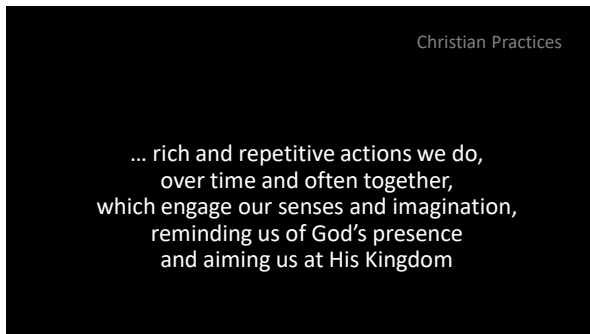 Christian Practices
... rich and repetitive actions we do,
over time and often together,
which engage our senses and imagination,
reminding us of God’s presence
and aiming us at His Kingdom